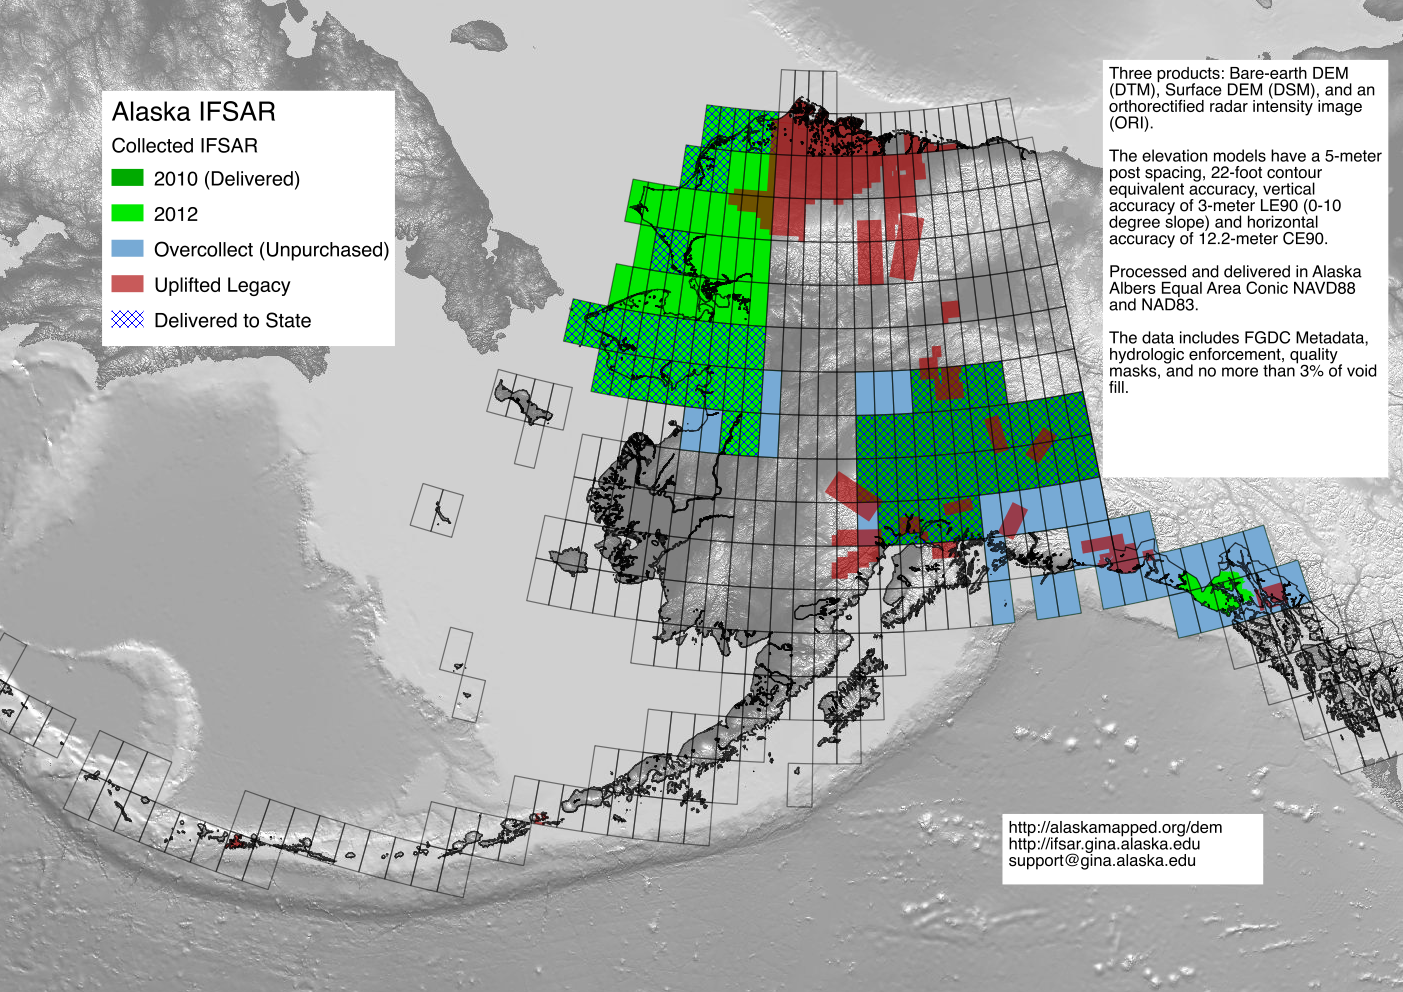 Alaska IFSAR
Collected IFSAR
2010 (Delivered)
2012
Overcollect (Unpurchased)
Uplifted Legacy
Delivered to State
Three products: Bare-earth DEM
(DTM), Surface DEM (DSM), and an
orthorectified radar intensity image
(ORI).
The elevation models have a 5-meter
post spacing, 22-foot contour
equivalent accuracy, vertical
accuracy of 3-meter LE90 (0-10
degree slope) and horizontal
accuracy of 12.2-meter CE90.
Processed and delivered in Alaska
Albers Equal Area Conic NAVD88
and NAD83.
The data includes FGDC Metadata,
hydrologic enforcement, quality
masks, and no more than 3% of void
fill.
http://alaskamapped.org/dem
http://ifsar.gina.alaska.edu
support@gina.alaska.edu